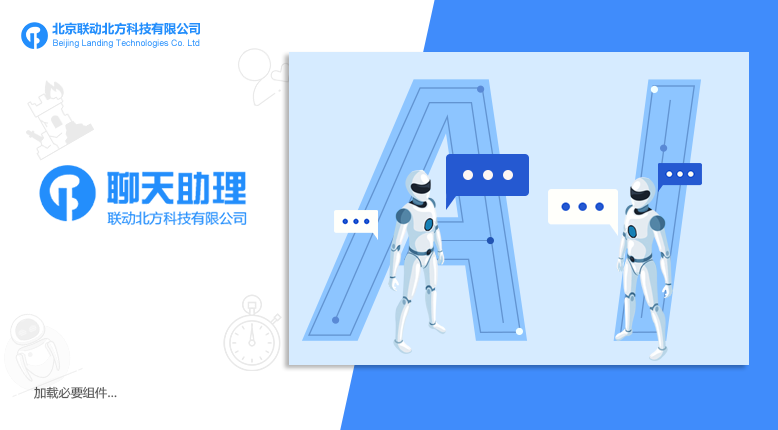 北京联动北方科技有限公司
Beijing Landing Technologies Co. Ltd
聊天助理
联动北方科技有限公司
AI
加载必要组件...